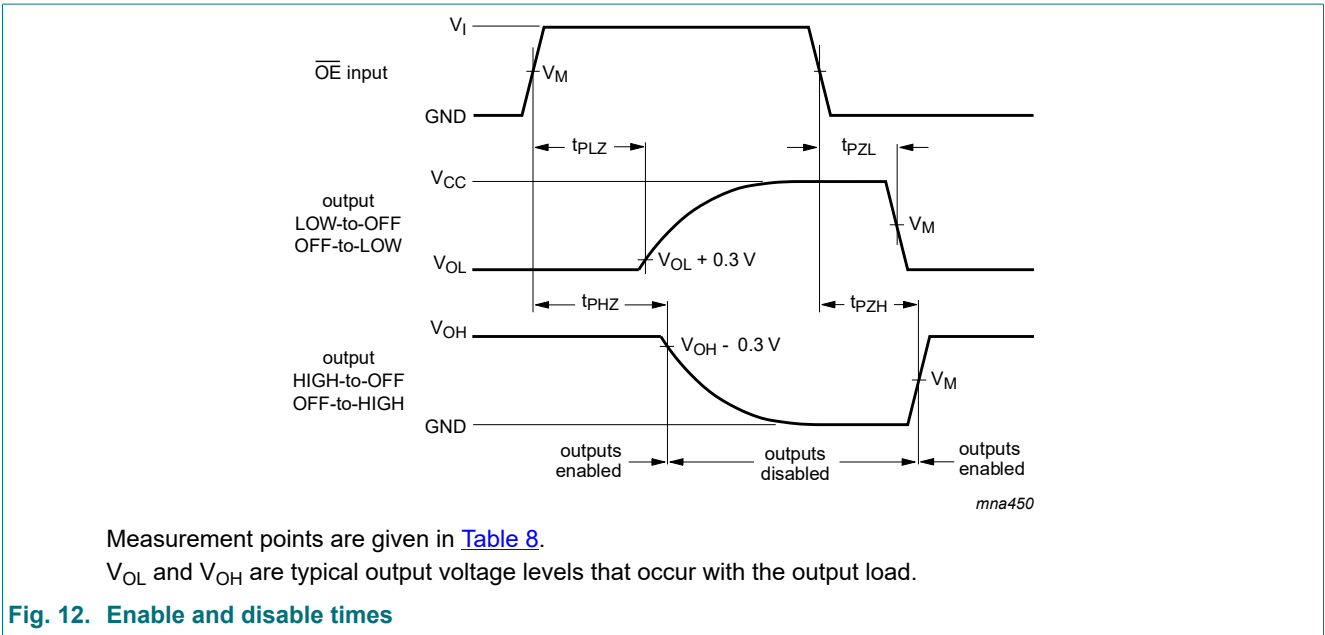 V_I
O̅E̅ input
V_M
GND
t_PLZ
t_PZL
V_CC
output
LOW-to-OFF
OFF-to-LOW
V_M
V_OL + 0.3 V
V_OL
t_PHZ
t_PZH
V_OH
V_OH - 0.3 V
output
HIGH-to-OFF
OFF-to-HIGH
V_M
GND
outputs
enabled
outputs
disabled
outputs
enabled
mna450
Measurement points are given in Table 8.
V_OL and V_OH are typical output voltage levels that occur with the output load.
Fig. 12. Enable and disable times